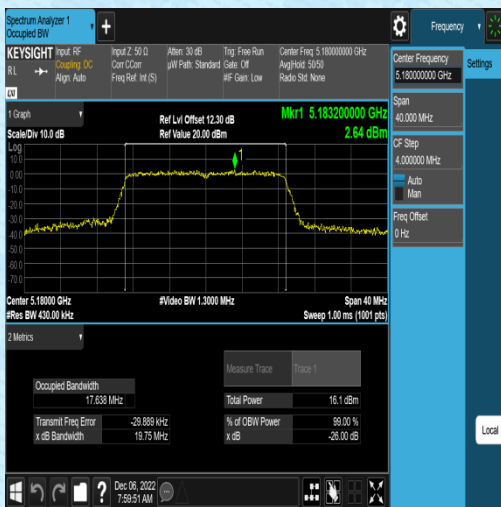 Spectrum Analyzer 1
Occupied BW
Frequency
KEYSIGHT
Input: RF
Coupling: DC
Align: Auto
Input Z: 50 Ω
Corr CCorr
Freq Ref: Int (S)
Atten: 30 dB
µW Path: Standard
Trig: Free Run
Gate: Off
#IF Gain: Low
Center Freq: 5.180000000 GHz
Avg|Hold: 50/50
Radio Std: None
R L
Center Frequency
5.180000000 GHz
Settings
Span
40.000 MHz
CF Step
4.000000 MHz
Auto
Man
Freq Offset
0 Hz
Local
1 Graph
Scale/Div 10.0 dB
Ref Lvl Offset 12.30 dB
Ref Value 20.00 dBm
Mkr1 5.183200000 GHz
2.64 dBm
Log
10.0
0.00
-10.0
-20.0
-30.0
-40.0
-50.0
-60.0
-70.0
1
Center 5.18000 GHz
#Res BW 430.00 kHz
#Video BW 1.3000 MHz
Span 40 MHz
Sweep 1.00 ms (1001 pts)
2 Metrics
Measure Trace
Trace 1
Occupied Bandwidth
17.638 MHz
Total Power
16.1 dBm
Transmit Freq Error
-29.889 kHz
% of OBW Power
99.00 %
x dB Bandwidth
19.75 MHz
x dB
-26.00 dB
?
Dec 06, 2022
7:59:51 AM